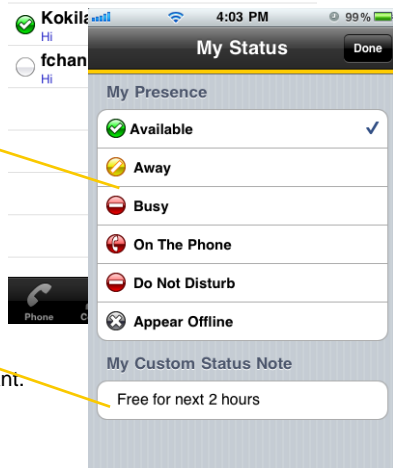 Kokila
Hi
fchan
Hi
Phone
nt.
4:03 PM
99%
My Status
Done
My Presence
Available
Away
Busy
On The Phone
Do Not Disturb
Appear Offline
My Custom Status Note
Free for next 2 hours